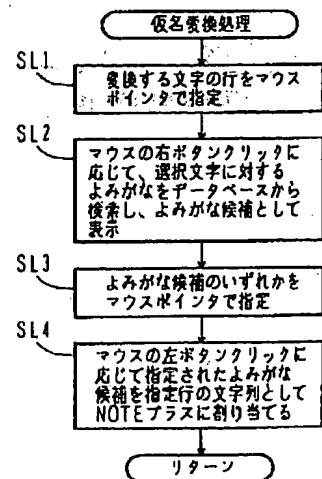 仮名変換処理
SL1
変換する文字の行をマウス
ポインタで指定
SL2
マウスの右ボタンクリックに
応じて、選択文字に対する
よみがなをデータベースから
検索し、よみがな候補として
表示
SL3
よみがな候補のいずれかを
マウスポインタで指定
SL4
マウスの左ボタンクリックに
応じて指定されたよみがな
候補を指定行の文字列として
NOTEプラスに割り当てる
リターン